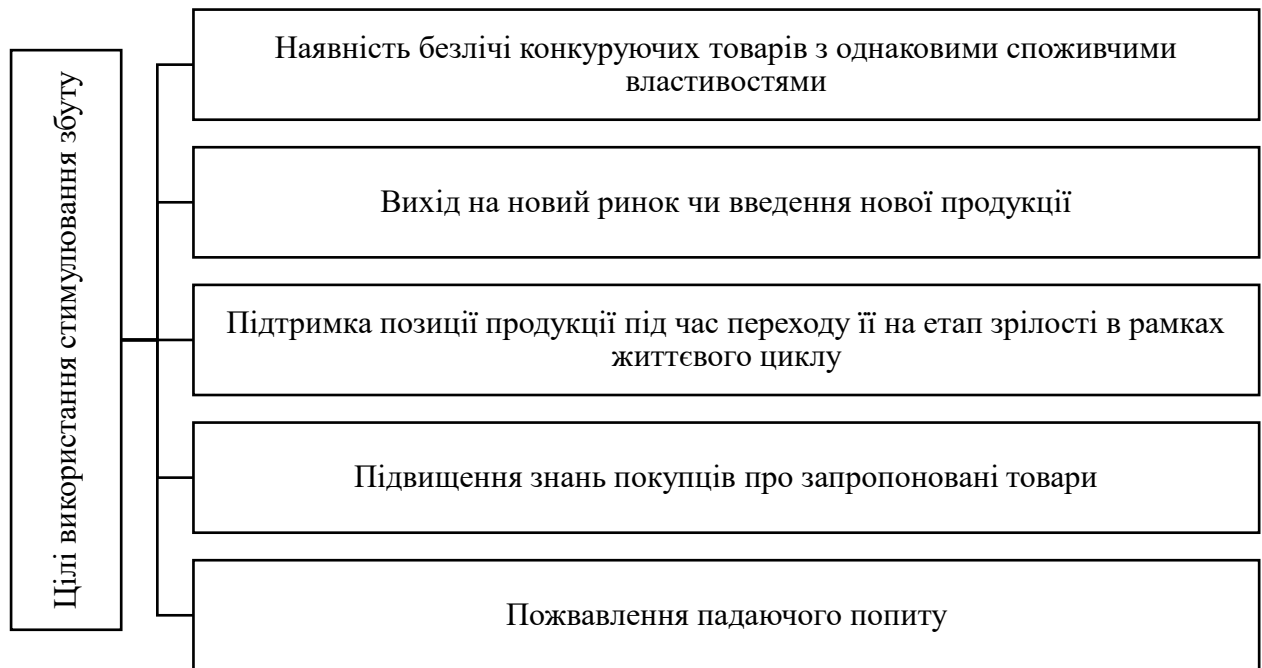 Цілі використання стимулювання збуту
Наявність безлічі конкуруючих товарів з однаковими споживчими
властивостями
Вихід на новий ринок чи введення нової продукції
Підтримка позиції продукції під час переходу її на етап зрілості в рамках
життєвого циклу
Підвищення знань покупців про запропоновані товари
Пожвавлення падаючого попиту